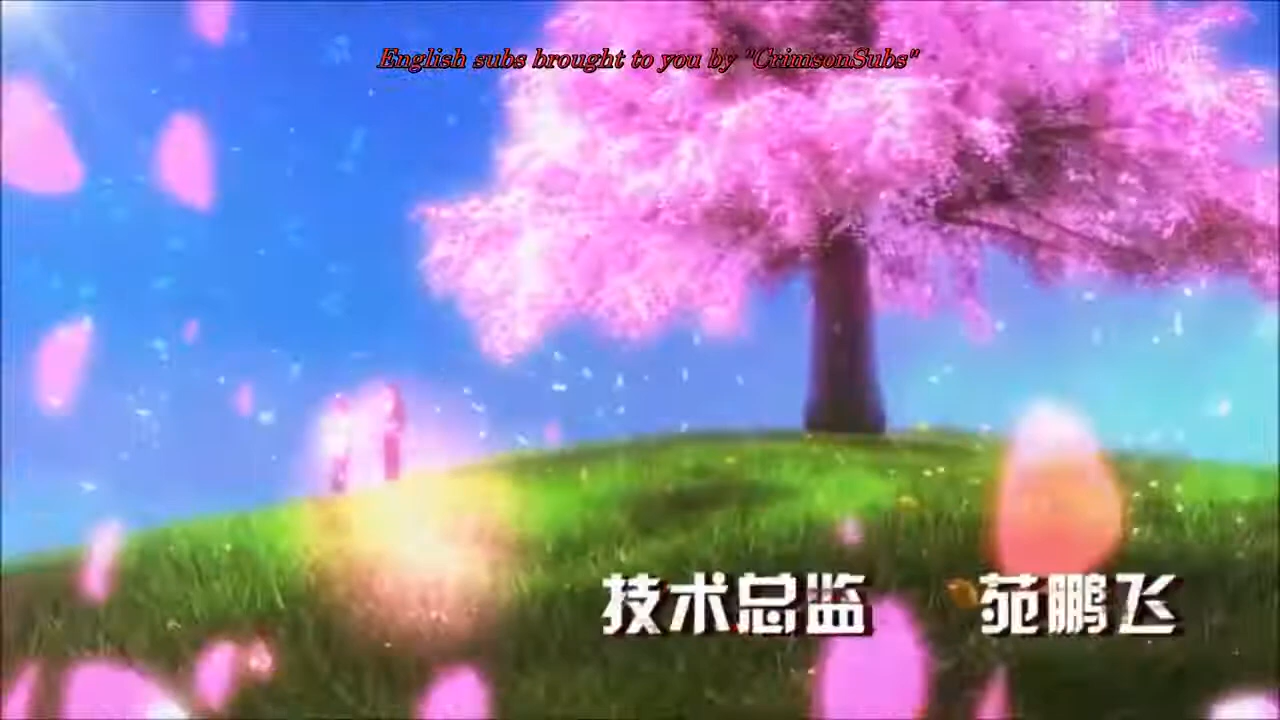 English subs brought to you by "CrimsonSubs"
技术总监 苑鹏飞